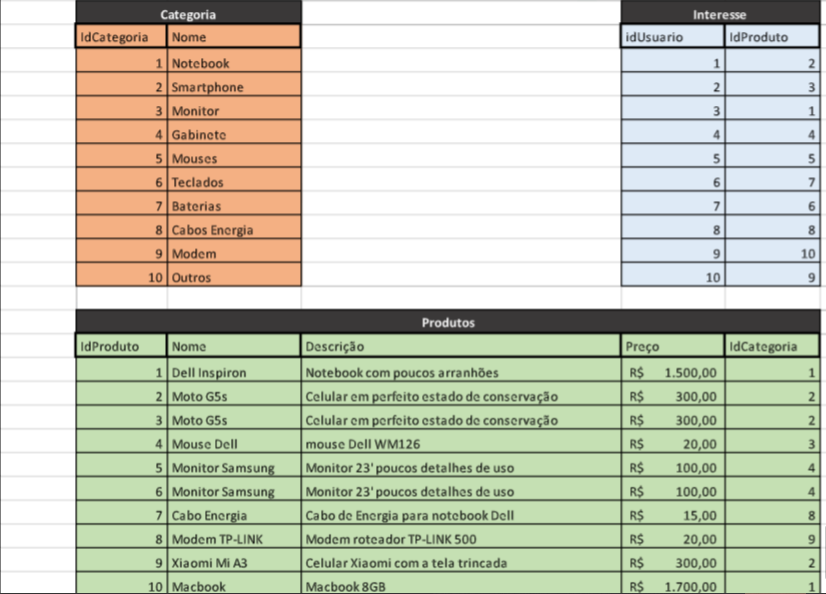 Categoria Interesse
IdCategoria Nome idUsuario IdProduto
1 Notebook 1 2
2 Smartphone 2 3
3 Monitor 3 1
4 Gabinete 4 4
5 Mouses 5 5
6 Teclados 6 7
7 Baterias 7 6
8 Cabos Energia 8 8
9 Modem 9 10
10 Outros 10 9
Produtos
IdProduto Nome Descrição Preço IdCategoria
1 Dell Inspiron Notebook com poucos arranhões R$ 1.500,00 1
2 Moto G5s Celular em perfeito estado de conservação R$ 300,00 2
3 Moto G5s Celular em perfeito estado de conservação R$ 300,00 2
4 Mouse Dell mouse Dell WM126 R$ 20,00 3
5 Monitor Samsung Monitor 23' poucos detalhes de uso R$ 100,00 4
6 Monitor Samsung Monitor 23' poucos detalhes de uso R$ 100,00 4
7 Cabo Energia Cabo de Energia para notebook Dell R$ 15,00 8
8 Modem TP-LINK Modem roteador TP-LINK 500 R$ 20,00 9
9 Xiaomi Mi A3 Celular Xiaomi com a tela trincada R$ 300,00 2
10 Macbook Macbook 8GB R$ 1.700,00 1